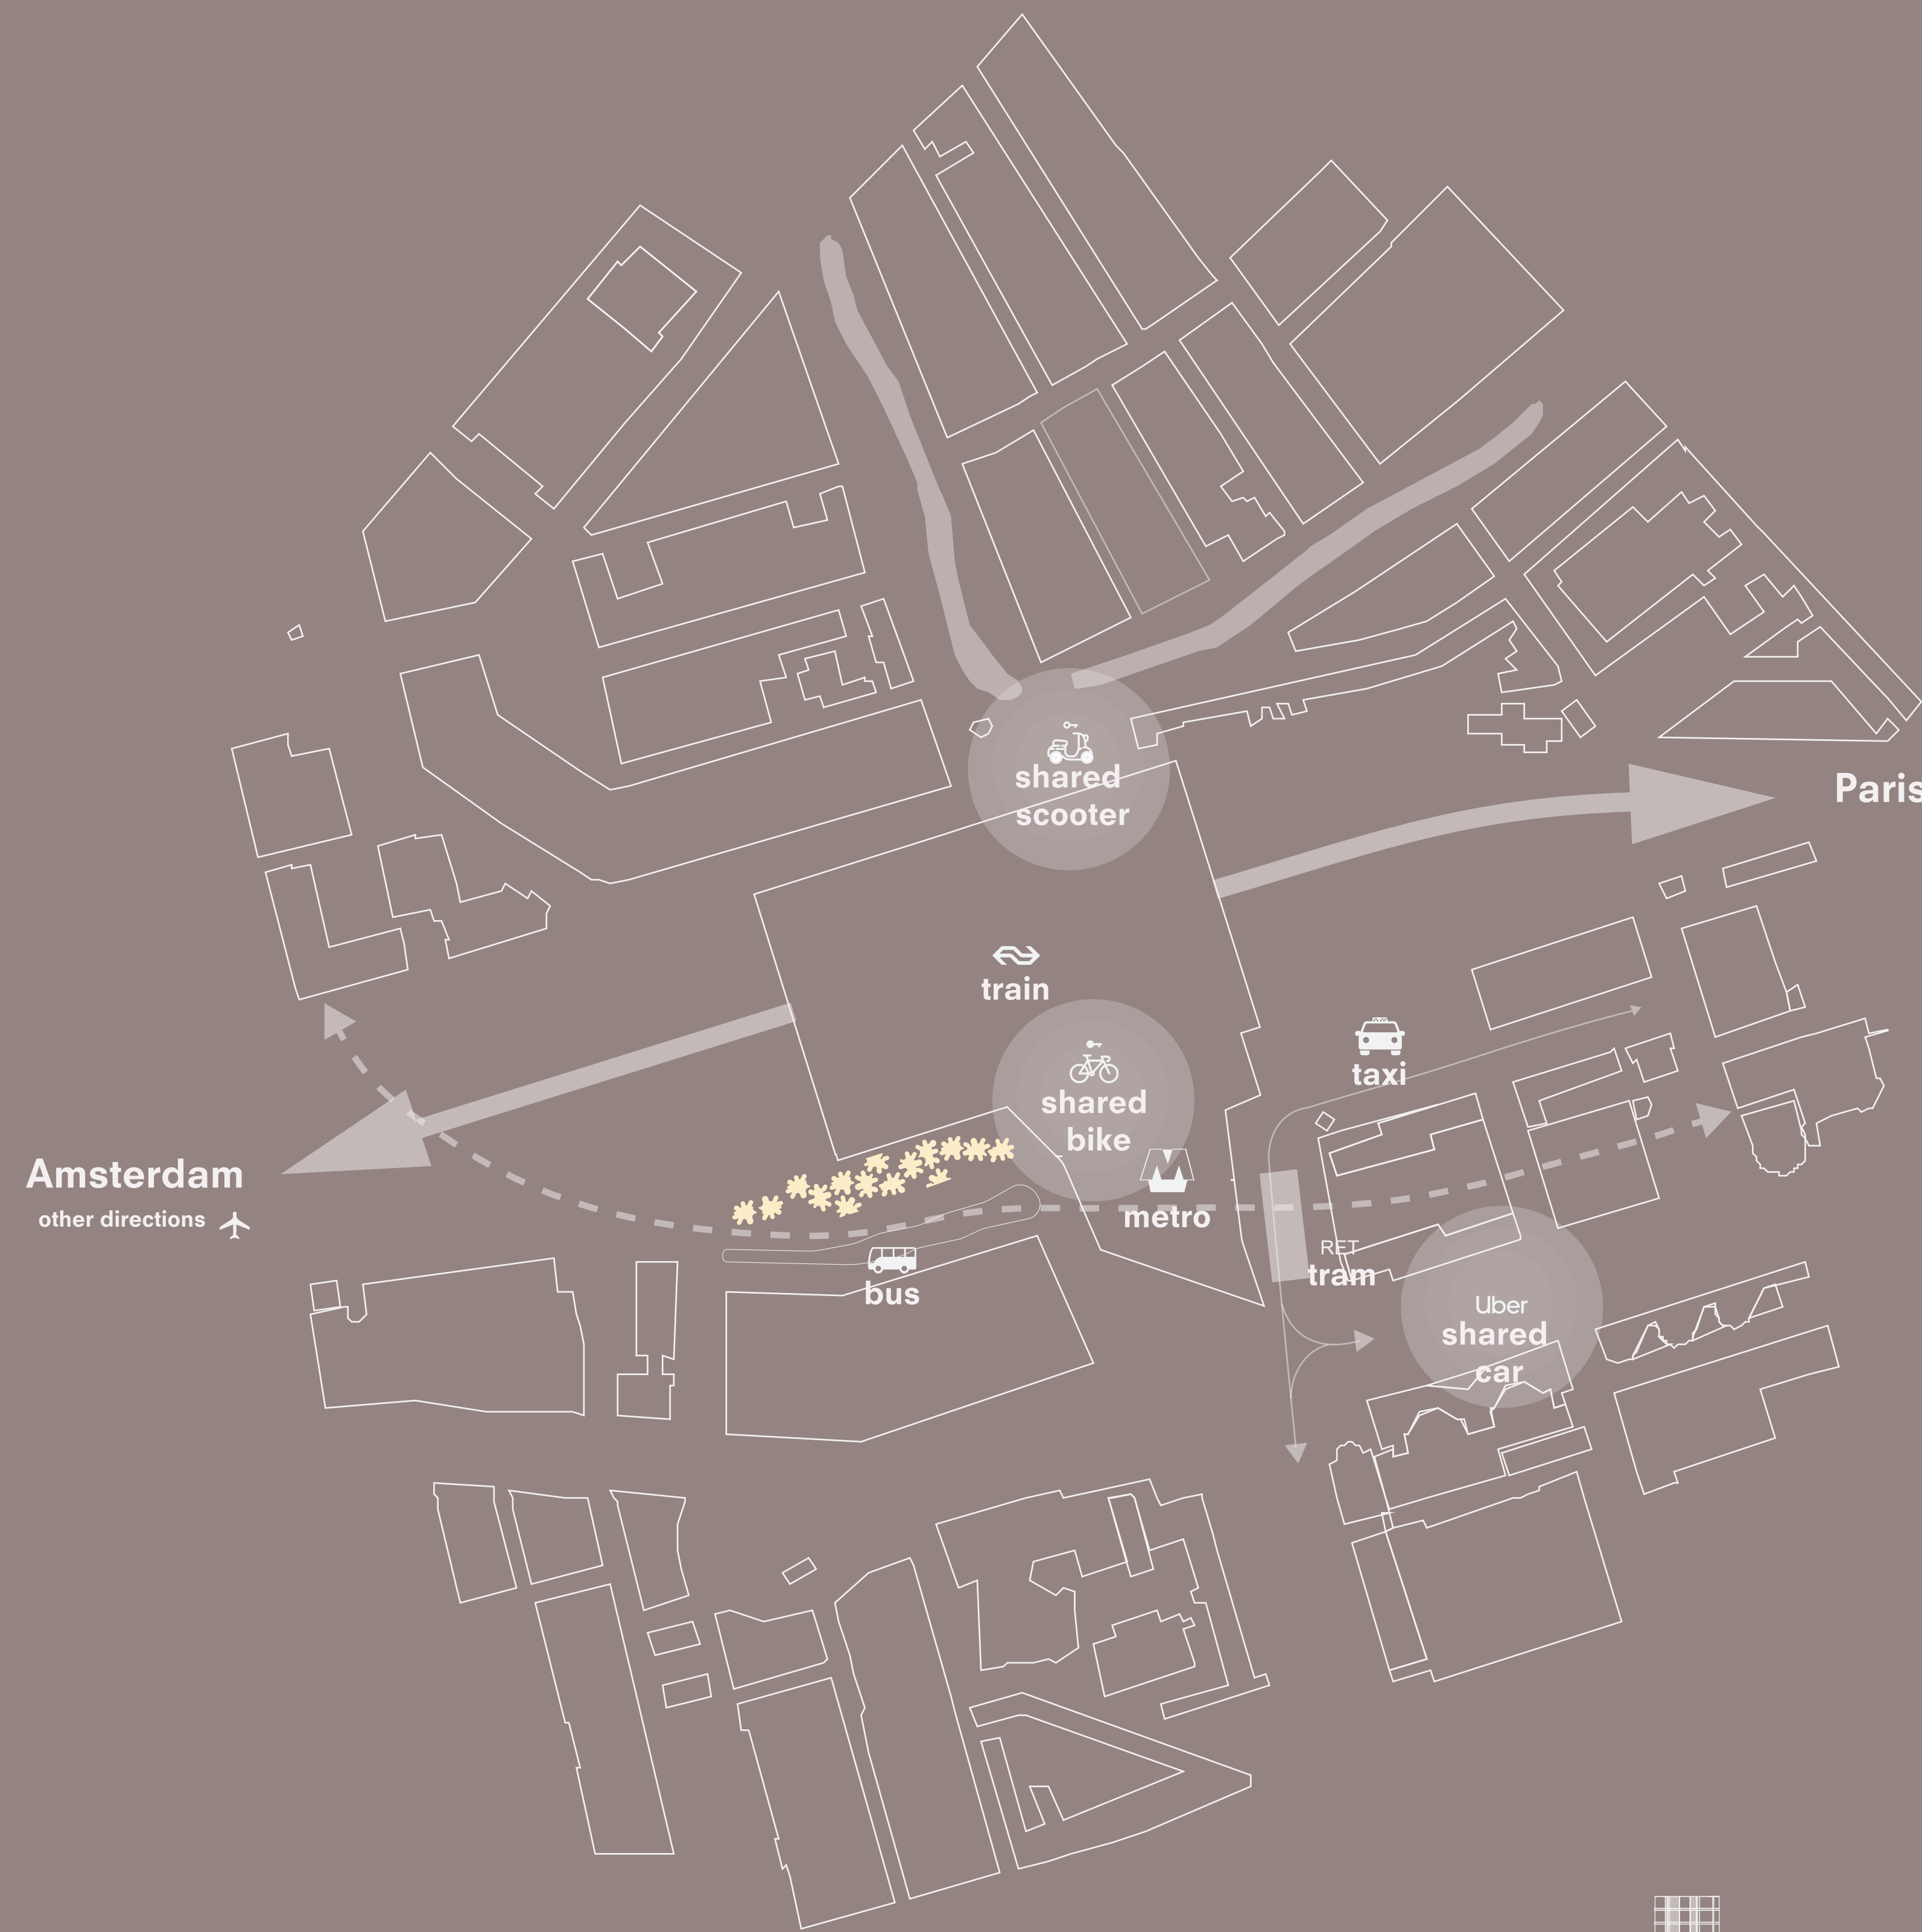 shared
scooter
Paris
train
taxi
shared
bike
Amsterdam
other directions
metro
RET
tram
bus
Uber
shared
car